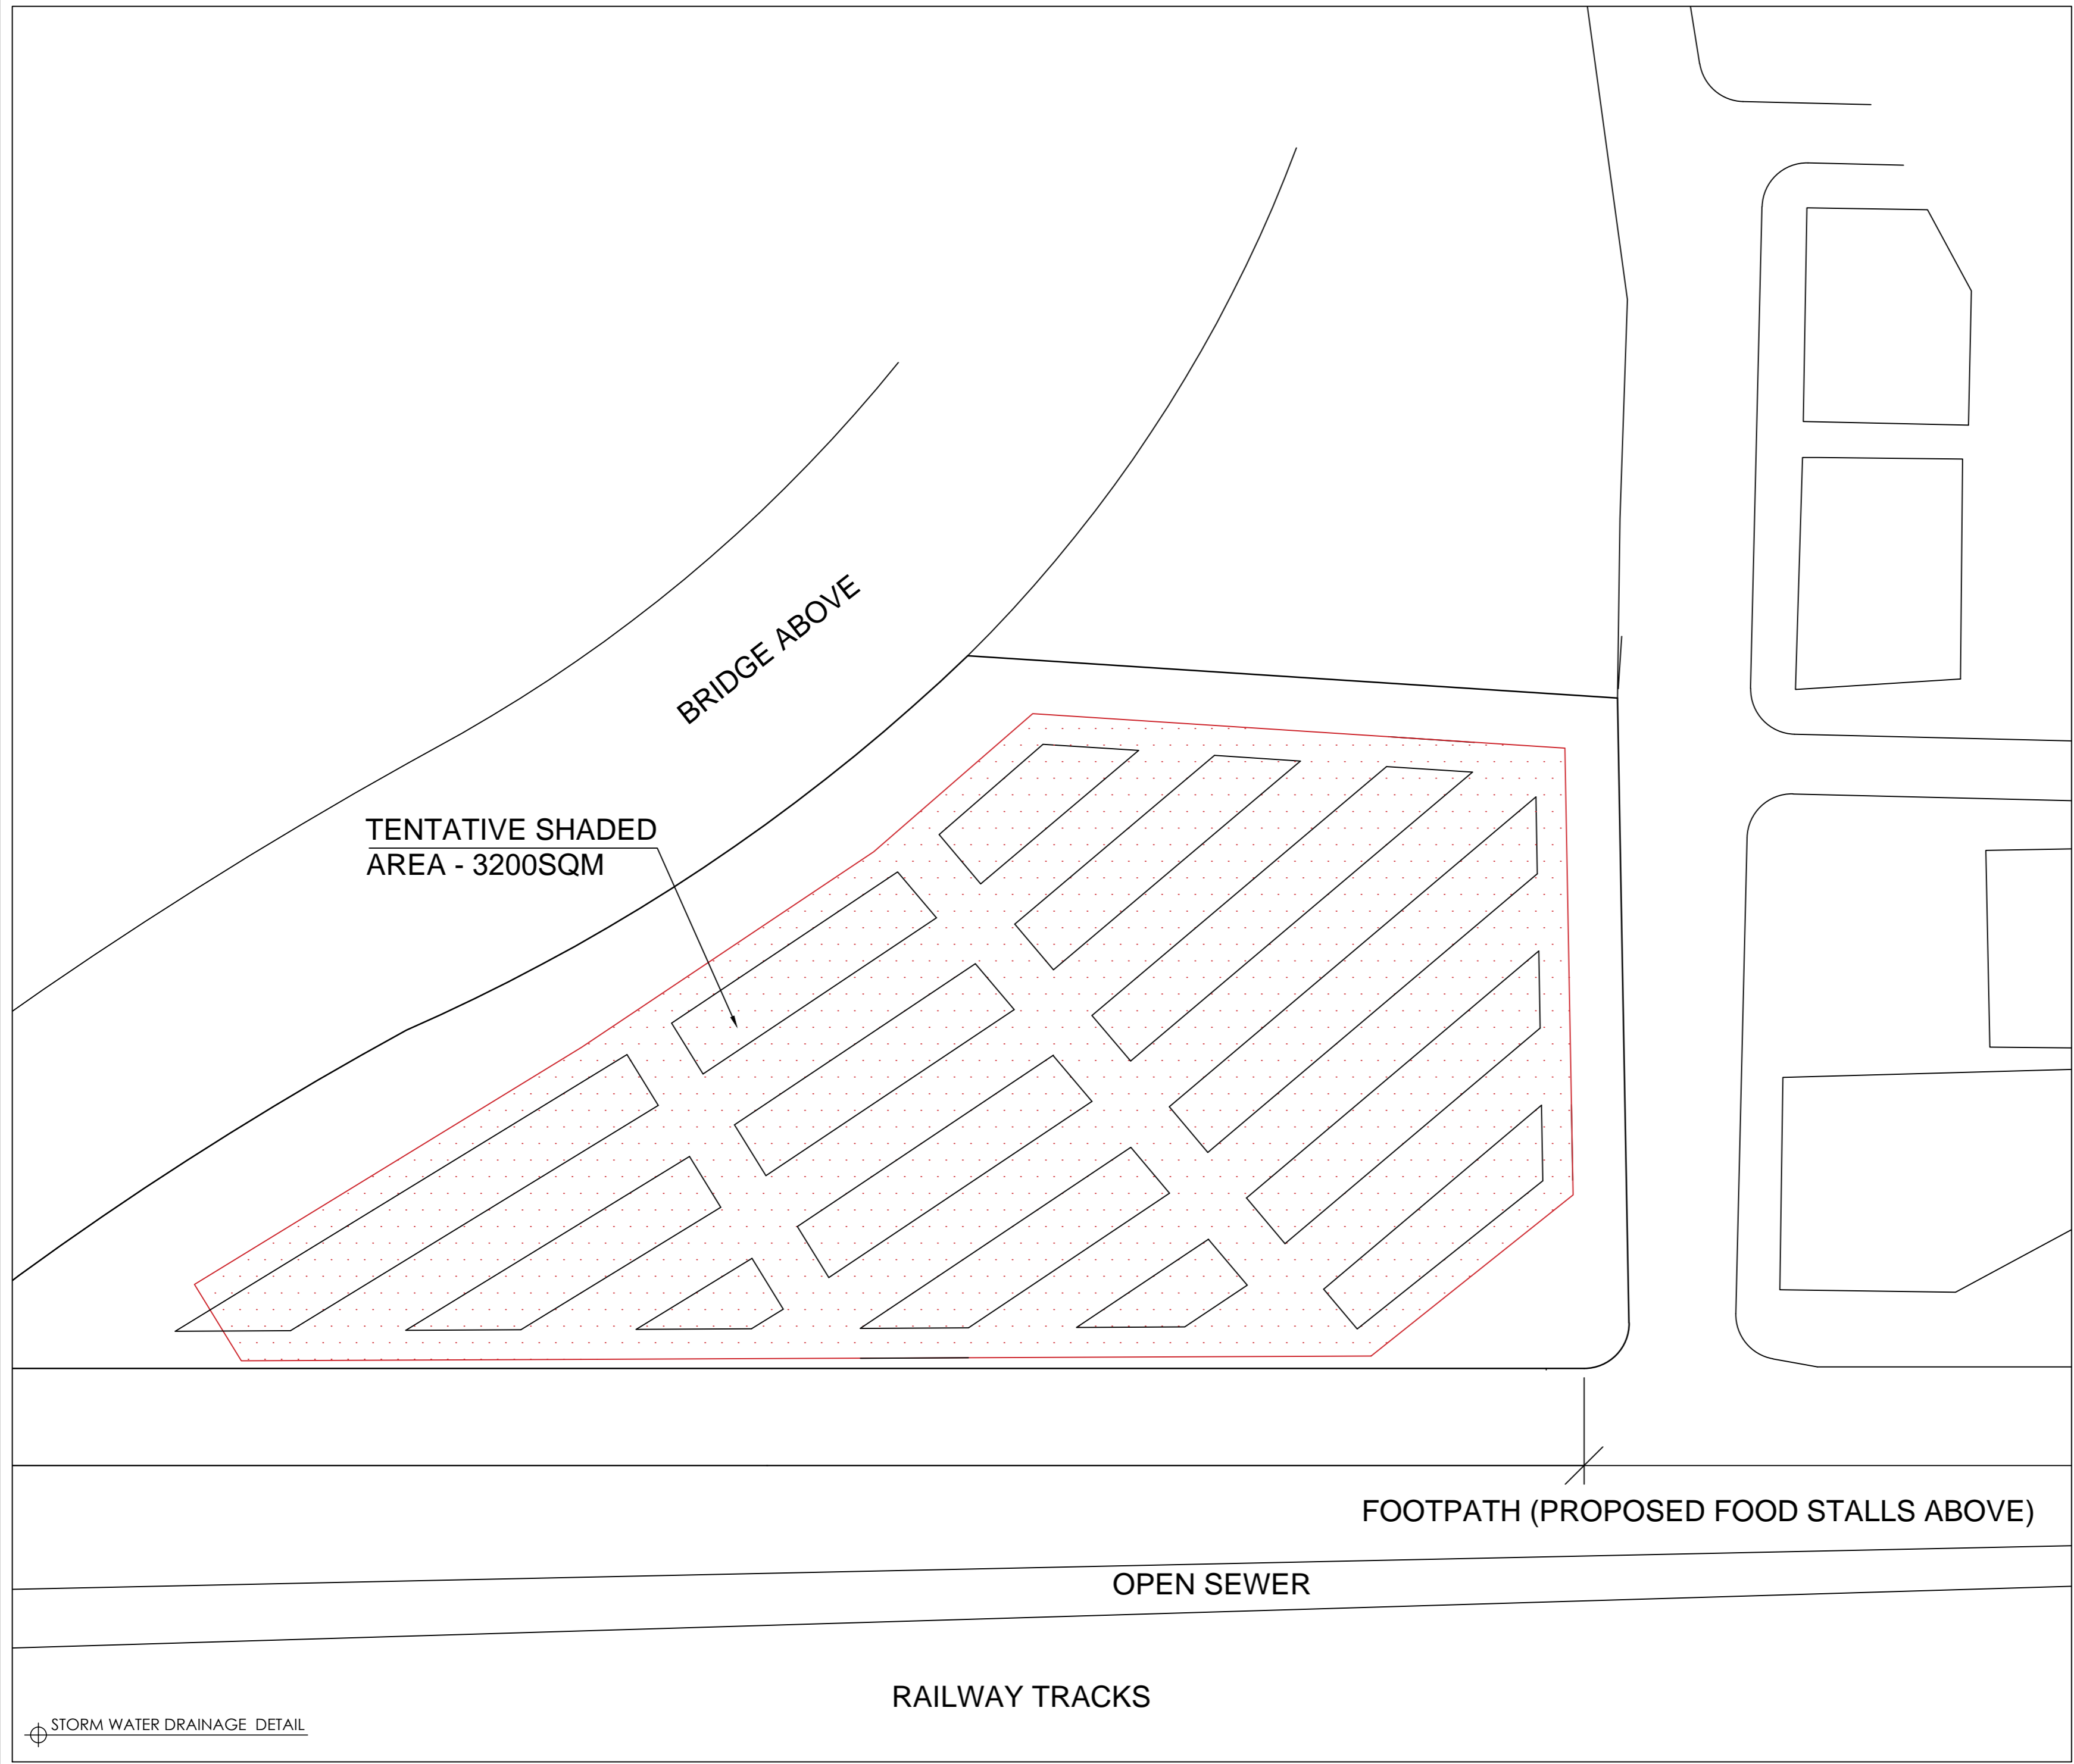 BRIDGE ABOVE
TENTATIVE SHADED
AREA - 3200SQM
FOOTPATH (PROPOSED FOOD STALLS ABOVE)
OPEN SEWER
RAILWAY TRACKS
STORM WATER DRAINAGE DETAIL